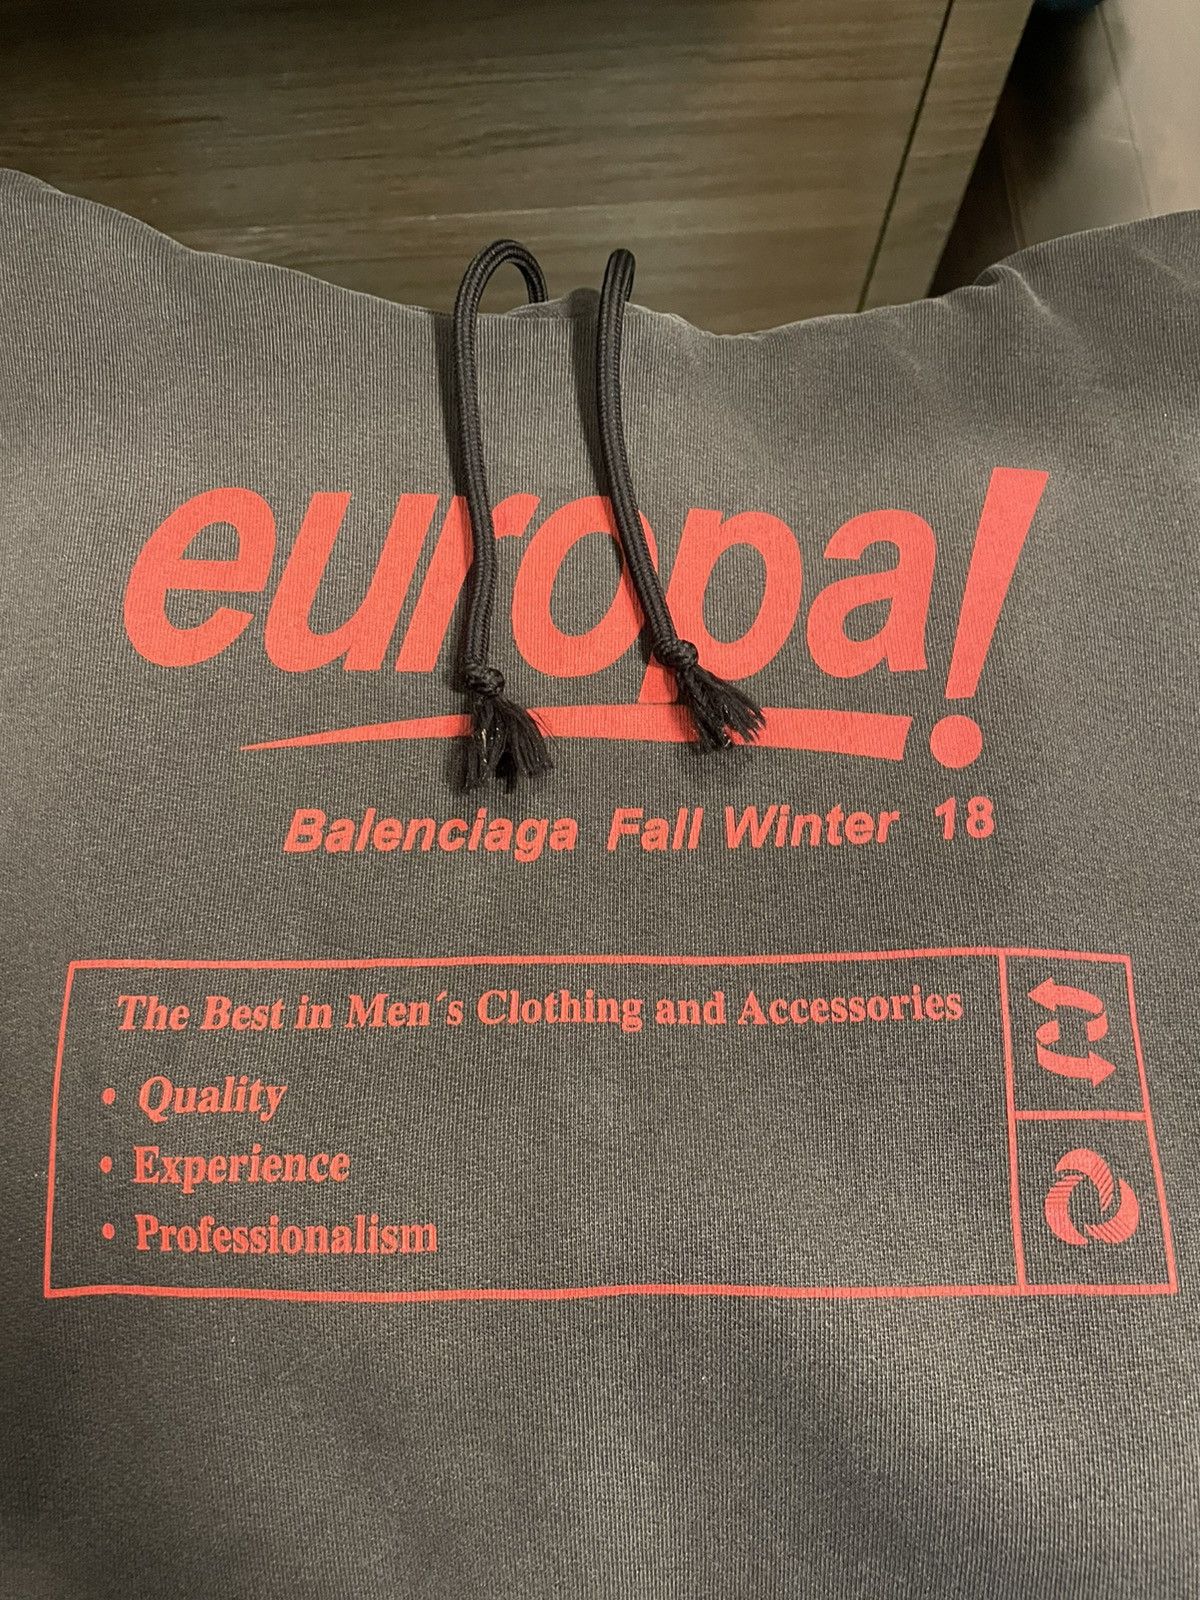 europa!
Balenciaga Fall Winter 18
The Best in Men´s Clothing and Accessories
• Quality
• Experience
• Professionalism